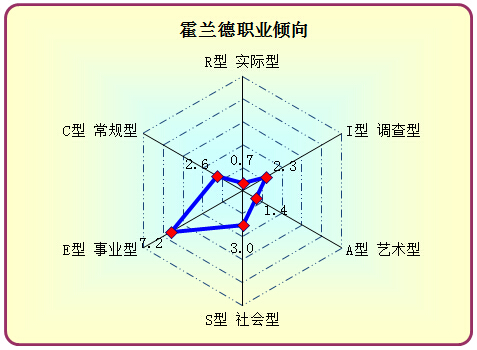 霍兰德职业倾向
R型 实际型
C型 常规型
I型 调查型
2.6
0.7
2.3
1.4
7.2
3.0
E型 事业型
A型 艺术型
S型 社会型